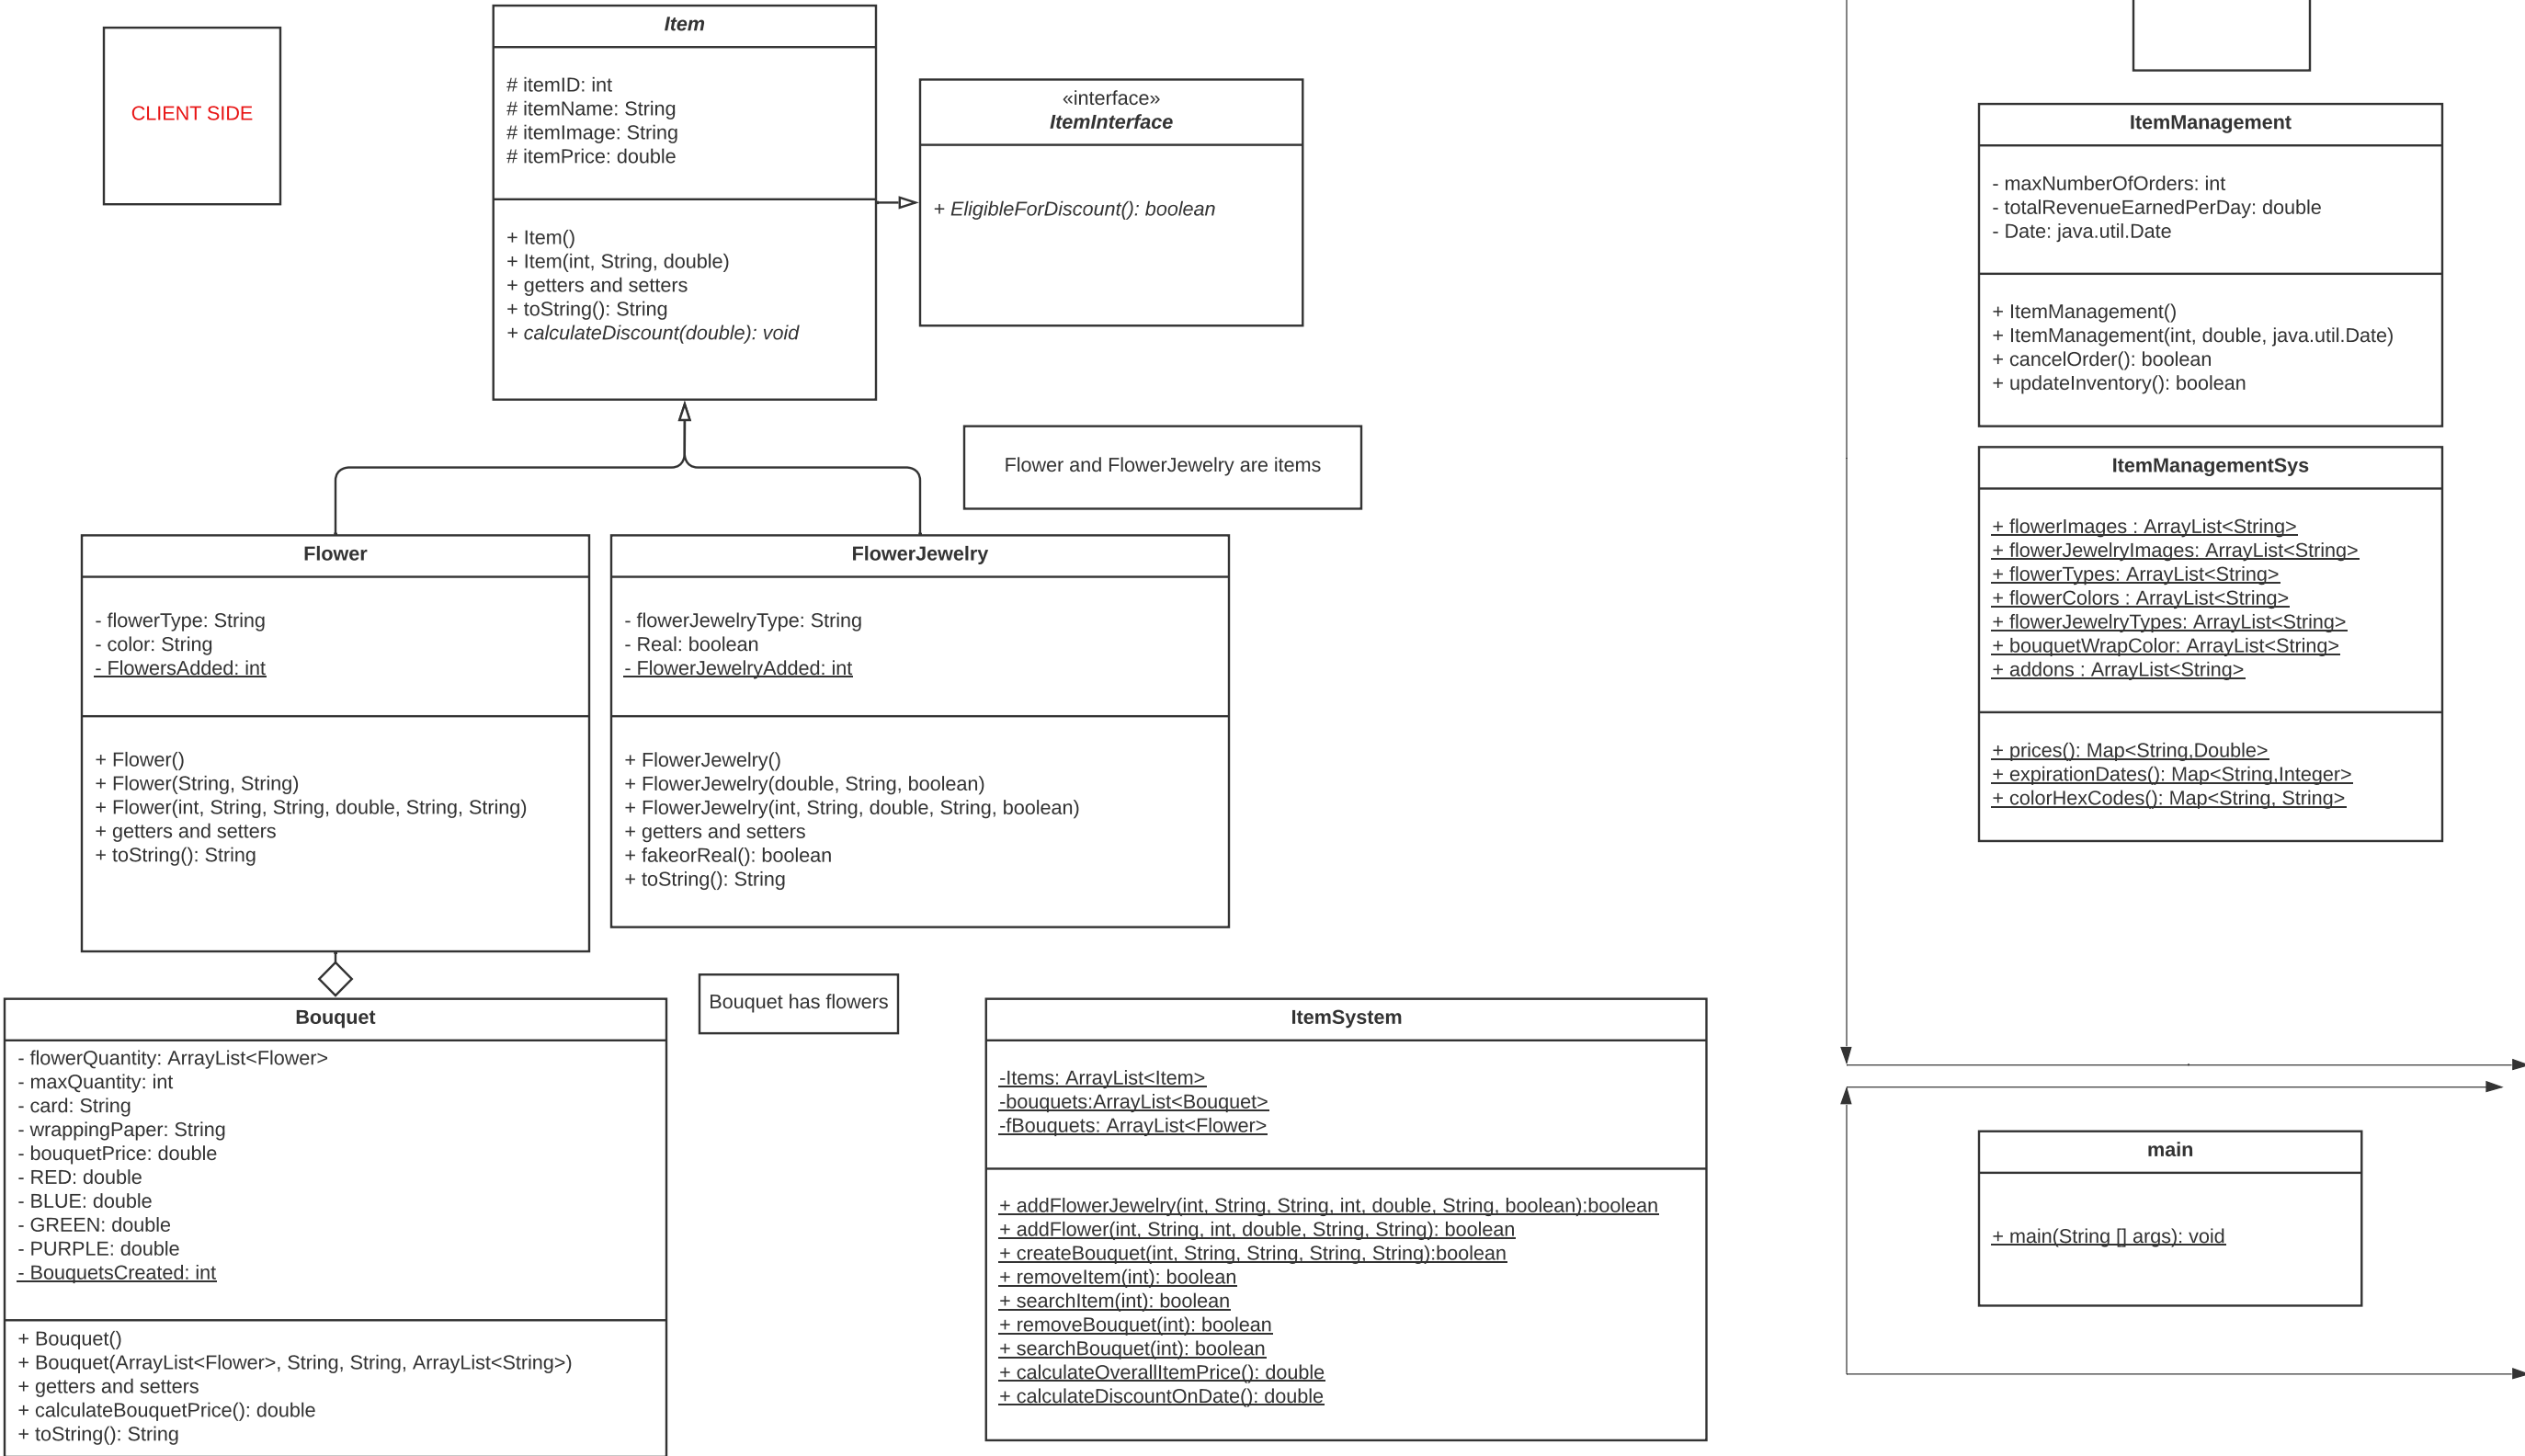 CLIENT SIDE
Item
# itemID: int
# itemName: String
# itemImage: String
# itemPrice: double
+ Item()
+ Item(int, String, double)
+ getters and setters
+ toString(): String
+ calculateDiscount(double): void
«interface»
ItemInterface
+ EligibleForDiscount(): boolean
Flower and FlowerJewelry are items
Flower
- flowerType: String
- color: String
- FlowersAdded: int
+ Flower()
+ Flower(String, String)
+ Flower(int, String, String, double, String, String)
+ getters and setters
+ toString(): String
FlowerJewelry
- flowerJewelryType: String
- Real: boolean
- FlowerJewelryAdded: int
+ FlowerJewelry()
+ FlowerJewelry(double, String, boolean)
+ FlowerJewelry(int, String, double, String, boolean)
+ getters and setters
+ fakeorReal(): boolean
+ toString(): String
Bouquet has flowers
Bouquet
- flowerQuantity: ArrayList<Flower>
- maxQuantity: int
- card: String
- wrappingPaper: String
- bouquetPrice: double
- RED: double
- BLUE: double
- GREEN: double
- PURPLE: double
- BouquetsCreated: int
+ Bouquet()
+ Bouquet(ArrayList<Flower>, String, String, ArrayList<String>)
+ getters and setters
+ calculateBouquetPrice(): double
+ toString(): String
ItemSystem
-Items: ArrayList<Item>
-bouquets:ArrayList<Bouquet>
-fBouquets: ArrayList<Flower>
+ addFlowerJewelry(int, String, String, int, double, String, boolean):boolean
+ addFlower(int, String, int, double, String, String): boolean
+ createBouquet(int, String, String, String, String):boolean
+ removeItem(int): boolean
+ searchItem(int): boolean
+ removeBouquet(int): boolean
+ searchBouquet(int): boolean
+ calculateOverallItemPrice(): double
+ calculateDiscountOnDate(): double
ItemManagement
- maxNumberOfOrders: int
- totalRevenueEarnedPerDay: double
- Date: java.util.Date
+ ItemManagement()
+ ItemManagement(int, double, java.util.Date)
+ cancelOrder(): boolean
+ updateInventory(): boolean
ItemManagementSys
+ flowerImages : ArrayList<String>
+ flowerJewelryImages: ArrayList<String>
+ flowerTypes: ArrayList<String>
+ flowerColors : ArrayList<String>
+ flowerJewelryTypes: ArrayList<String>
+ bouquetWrapColor: ArrayList<String>
+ addons : ArrayList<String>
+ prices(): Map<String,Double>
+ expirationDates(): Map<String,Integer>
+ colorHexCodes(): Map<String, String>
main
+ main(String [] args): void